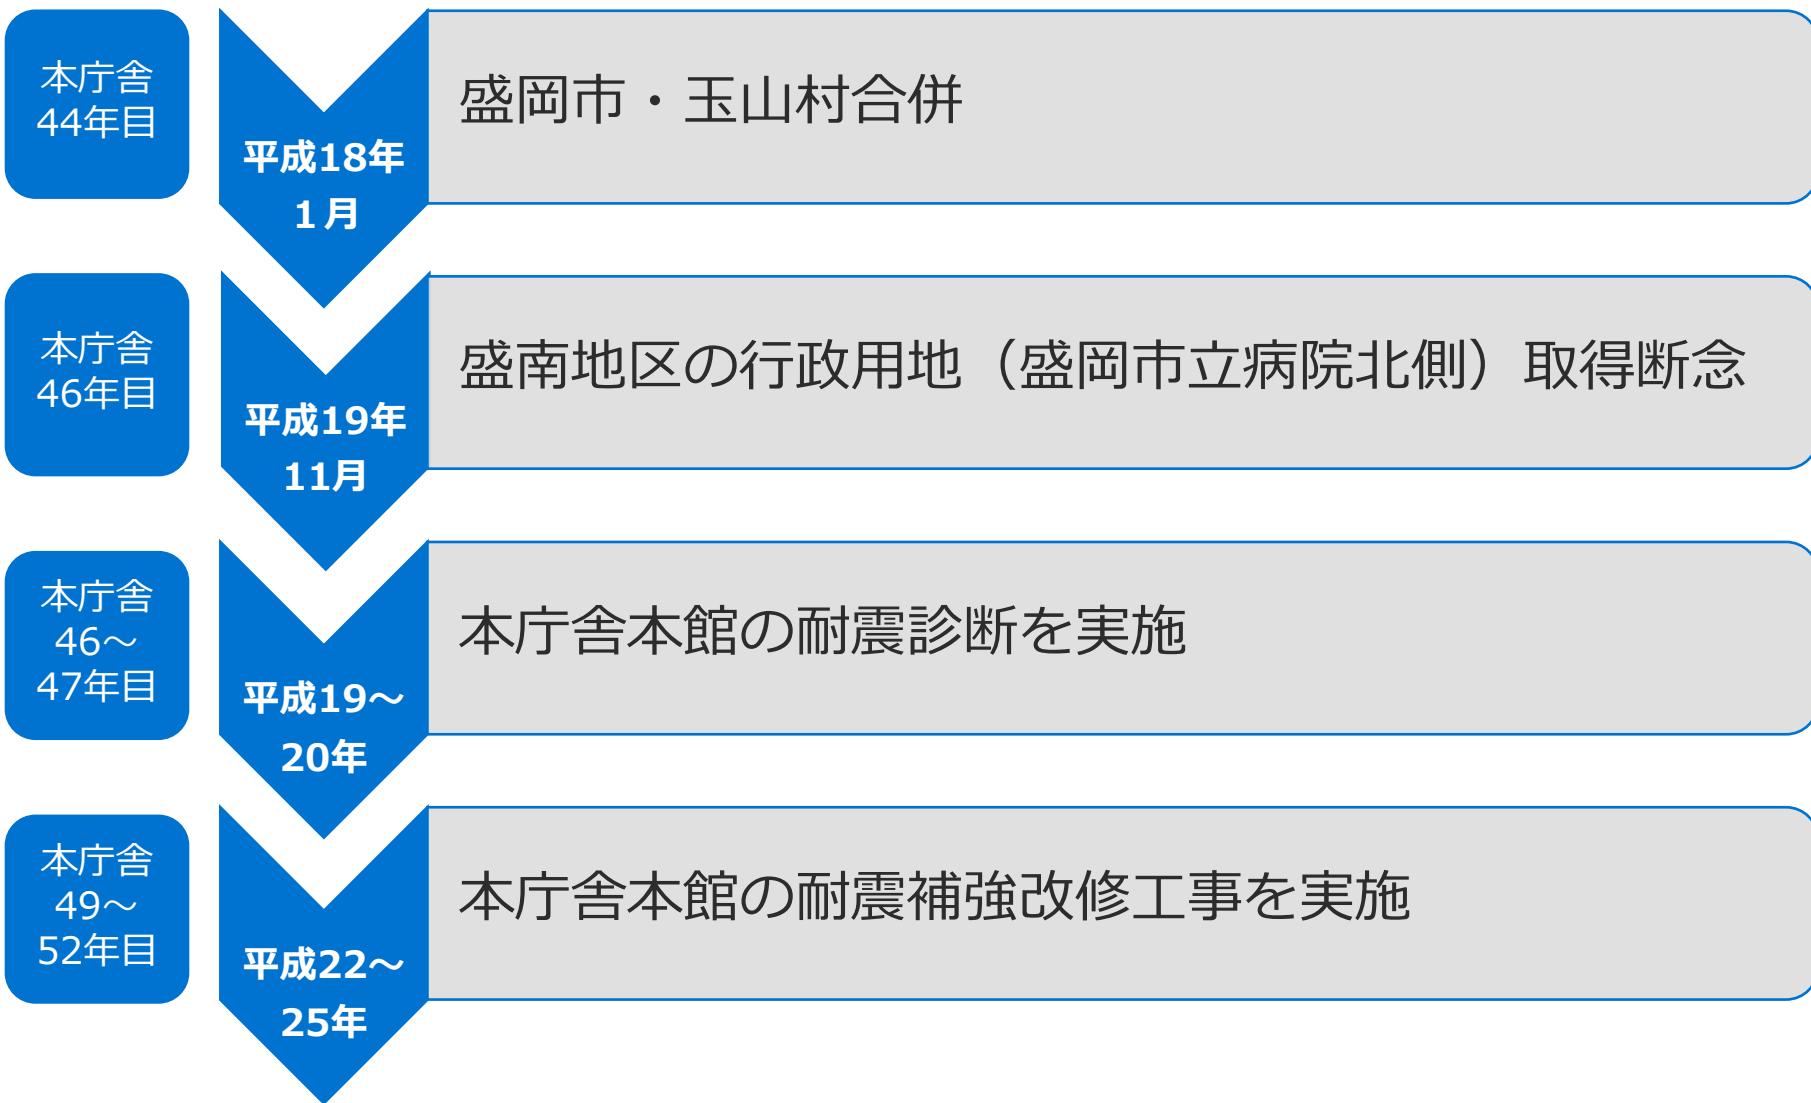 本庁舎
44年目
平成18年
１月
盛岡市・玉山村合併
本庁舎
46年目
平成19年
11月
盛南地区の行政用地（盛岡市立病院北側）取得断念
本庁舎
46～
47年目
平成19～
20年
本庁舎本館の耐震診断を実施
本庁舎
49～
52年目
平成22～
25年
本庁舎本館の耐震補強改修工事を実施